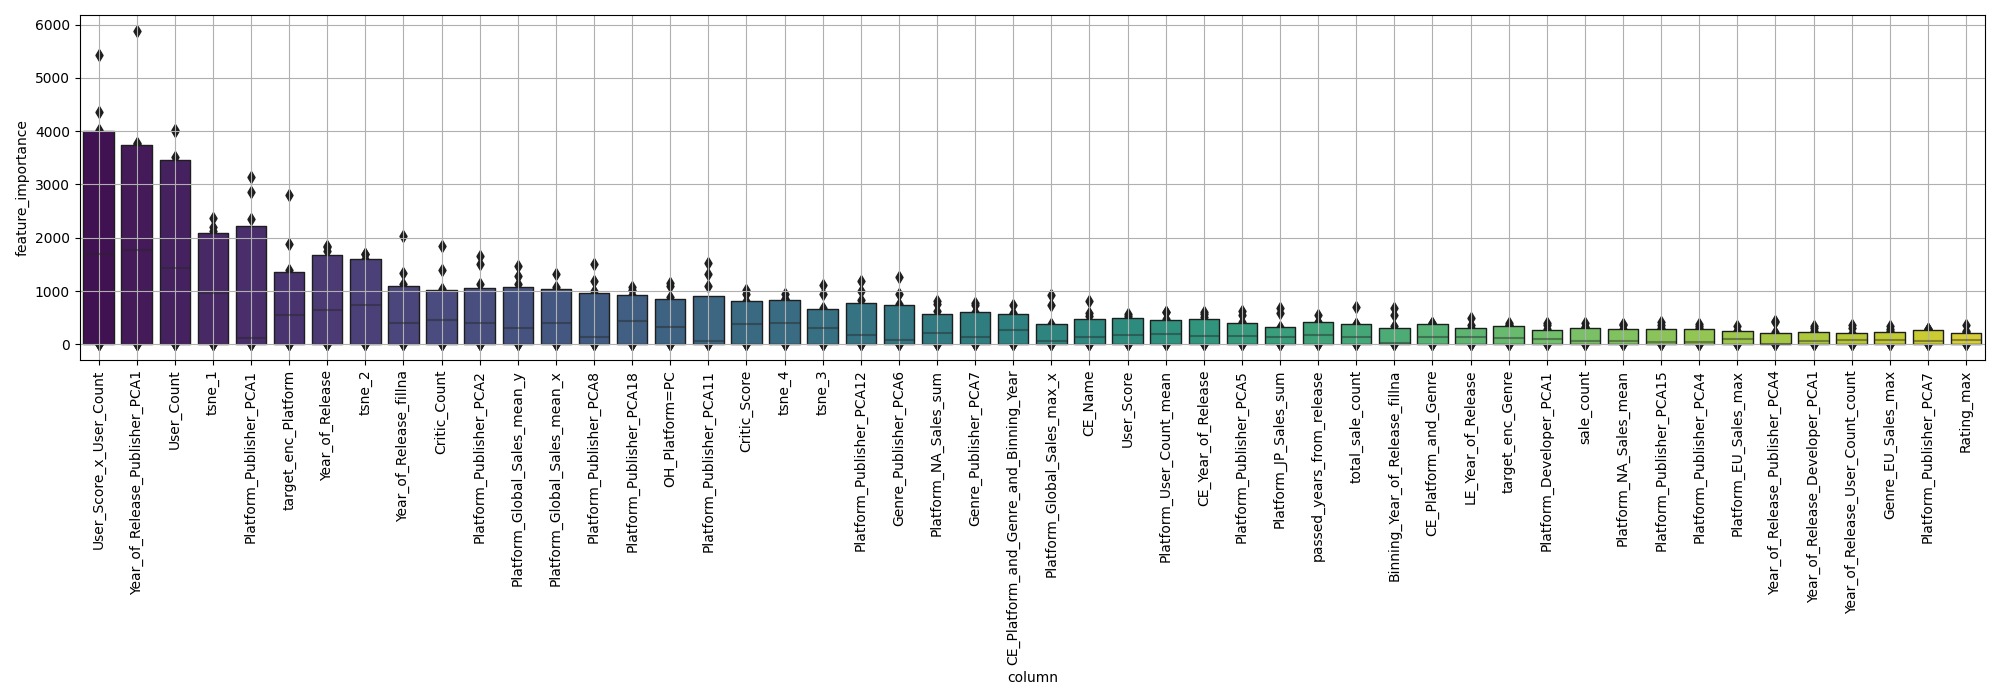 6000
5000
4000
3000
2000
1000
0
feature_importance
User_Score_x_User_Count
Year_of_Release_Publisher_PCA1
User_Count
tsne_1
Platform_Publisher_PCA1
target_enc_Platform
Year_of_Release
tsne_2
Year_of_Release_fillna
Critic_Count
Platform_Publisher_PCA2
Platform_Global_Sales_mean_y
Platform_Global_Sales_mean_x
Platform_Publisher_PCA8
Platform_Publisher_PCA18
OH_Platform=PC
Platform_Publisher_PCA11
Critic_Score
tsne_4
tsne_3
Platform_Publisher_PCA12
Genre_Publisher_PCA6
Platform_NA_Sales_sum
Genre_Publisher_PCA7
CE_Platform_and_Genre_and_Binning_Year
Platform_Global_Sales_max_x
CE_Name
User_Score
Platform_User_Count_mean
CE_Year_of_Release
Platform_Publisher_PCA5
Platform_JP_Sales_sum
passed_years_from_release
total_sale_count
Binning_Year_of_Release_fillna
CE_Platform_and_Genre
LE_Year_of_Release
target_enc_Genre
Platform_Developer_PCA1
sale_count
Platform_NA_Sales_mean
Platform_Publisher_PCA15
Platform_Publisher_PCA4
Platform_EU_Sales_max
Year_of_Release_Publisher_PCA4
Year_of_Release_Developer_PCA1
Year_of_Release_User_Count_count
Genre_EU_Sales_max
Platform_Publisher_PCA7
Rating_max
column